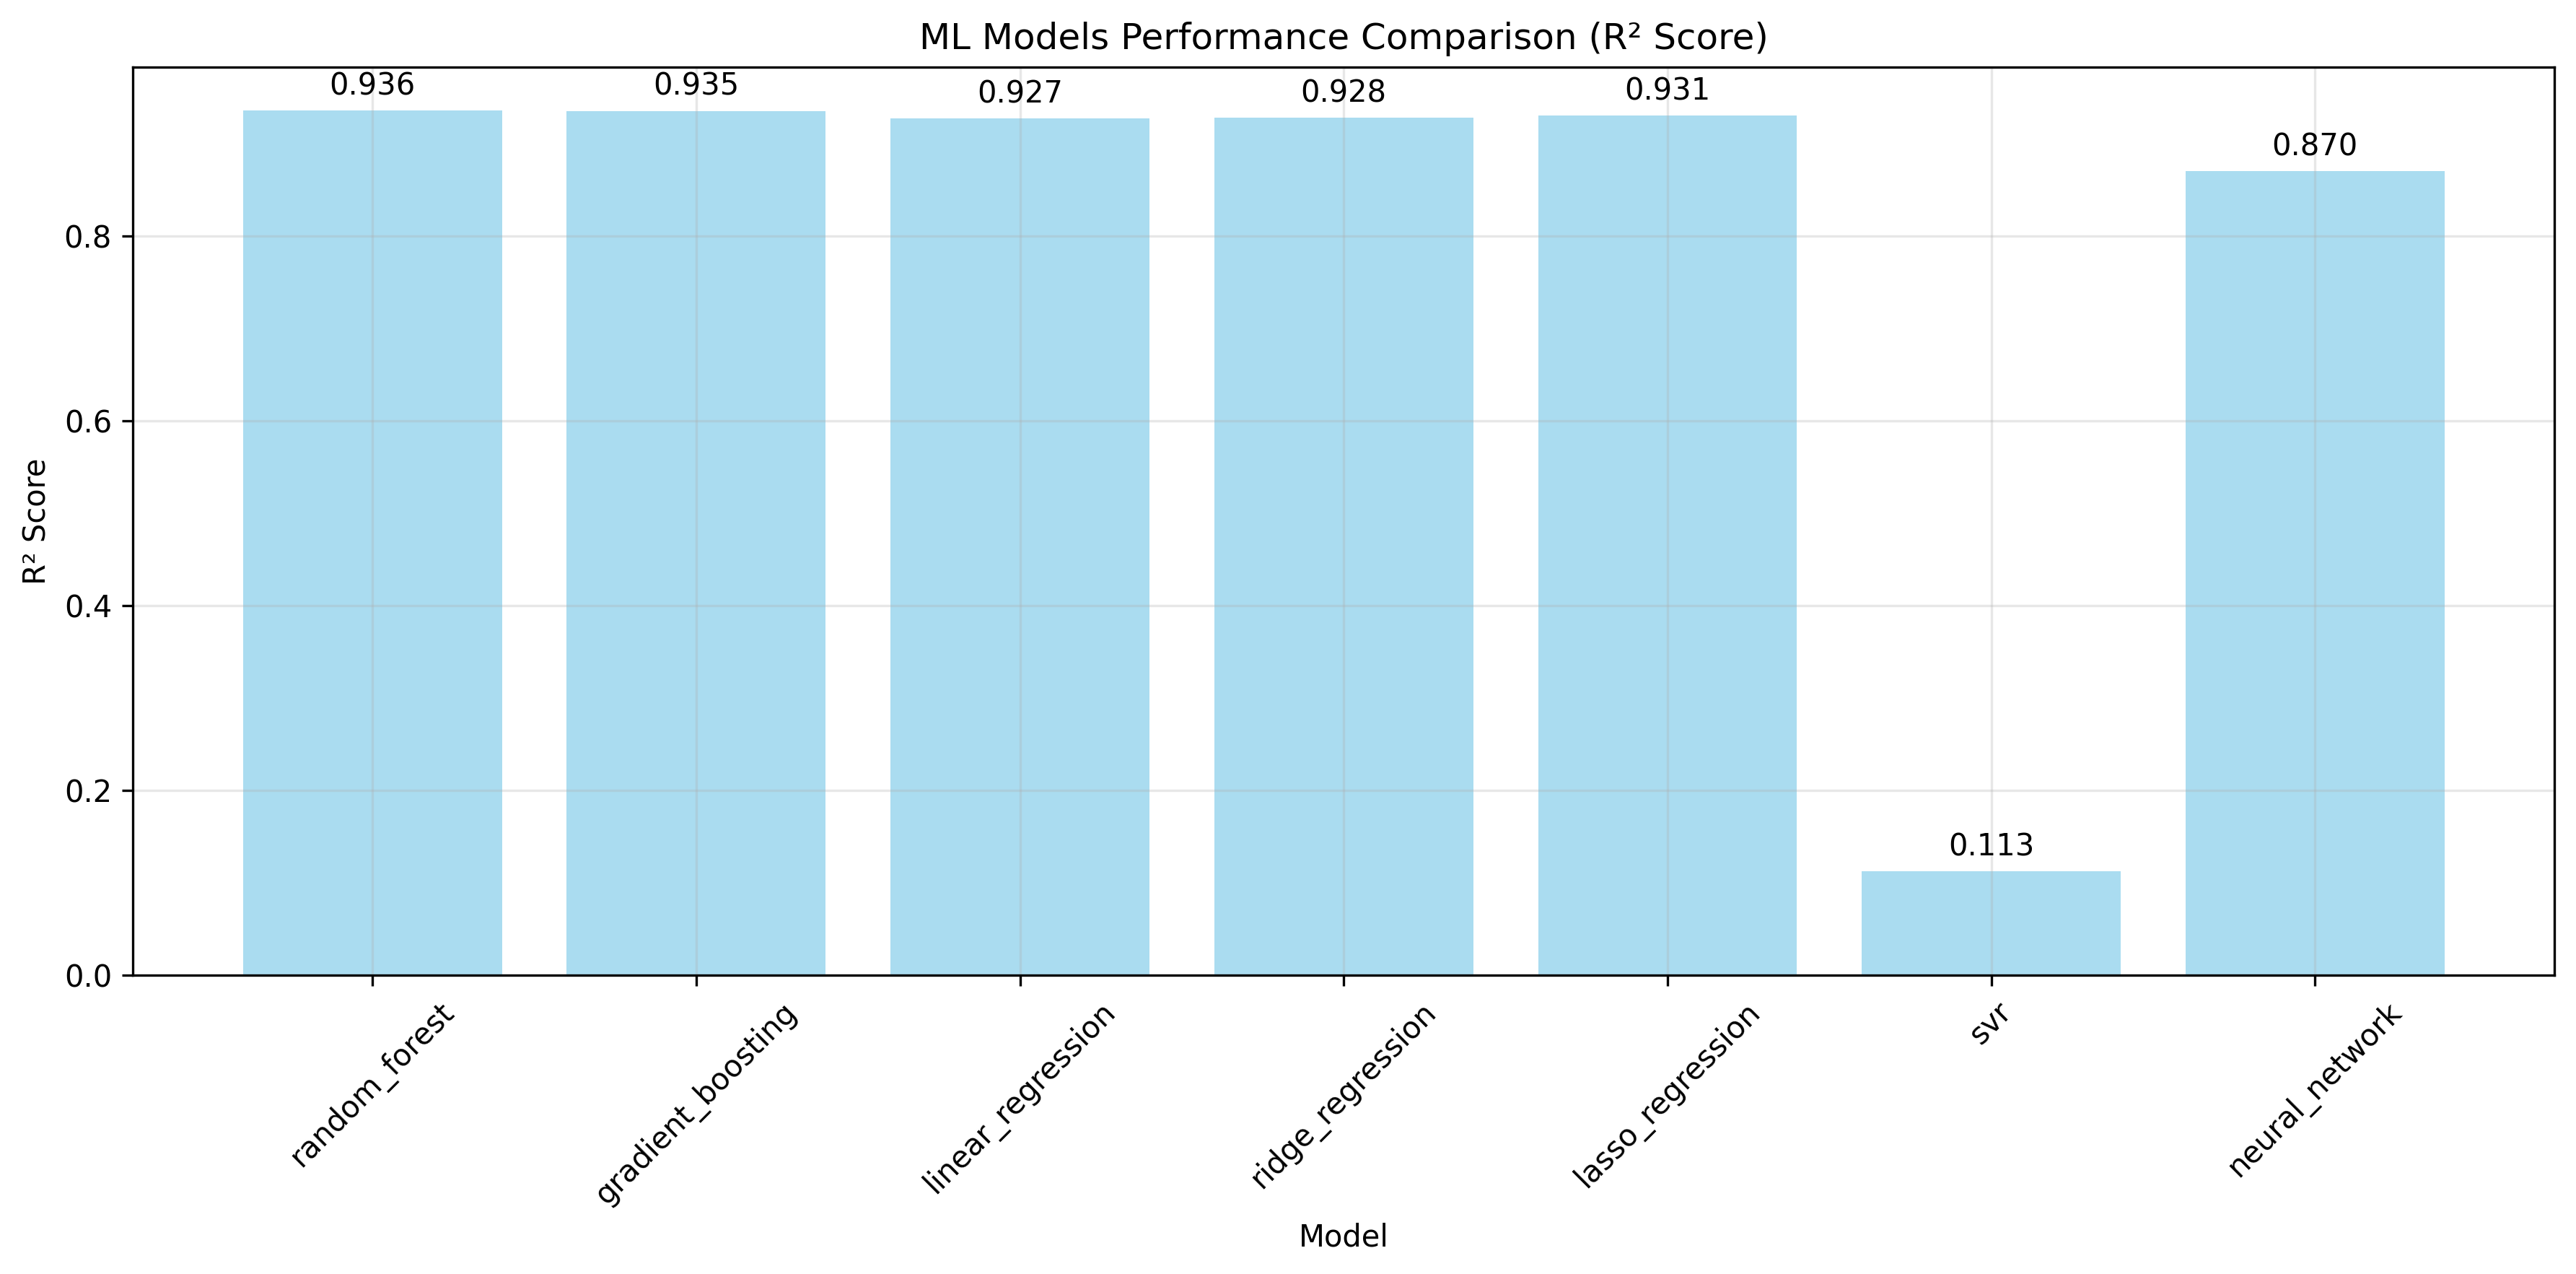 ML Models Performance Comparison (R² Score)
0.936
0.935
0.927
0.928
0.931
0.113
0.870
R² Score
0.8
0.6
0.4
0.2
0.0
random_forest
gradient_boosting
linear_regression
ridge_regression
lasso_regression
svr
neural_network
Model